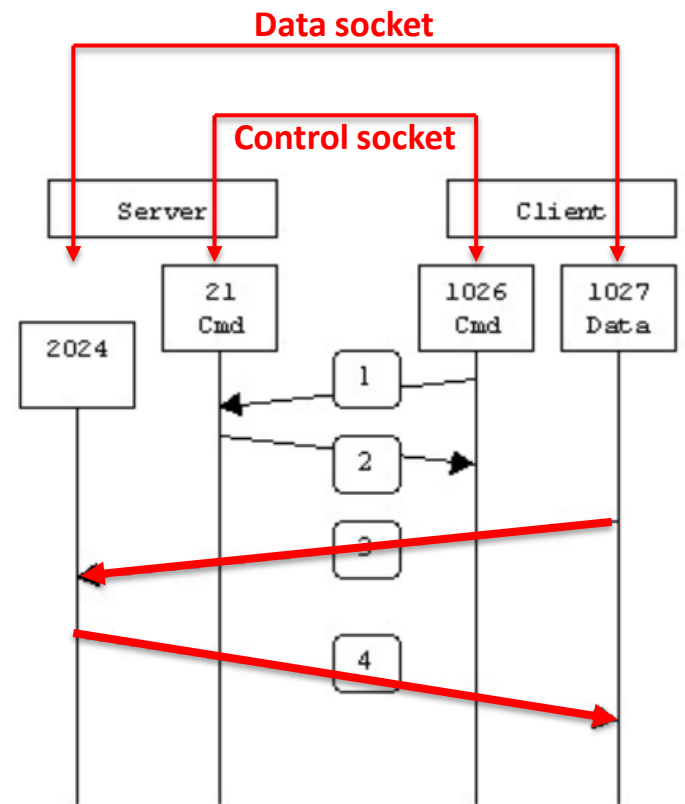 Data socket
Control socket
Server
Client
21
Cmd
1026
Cmd
1027
Data
2024
1
2
3
4